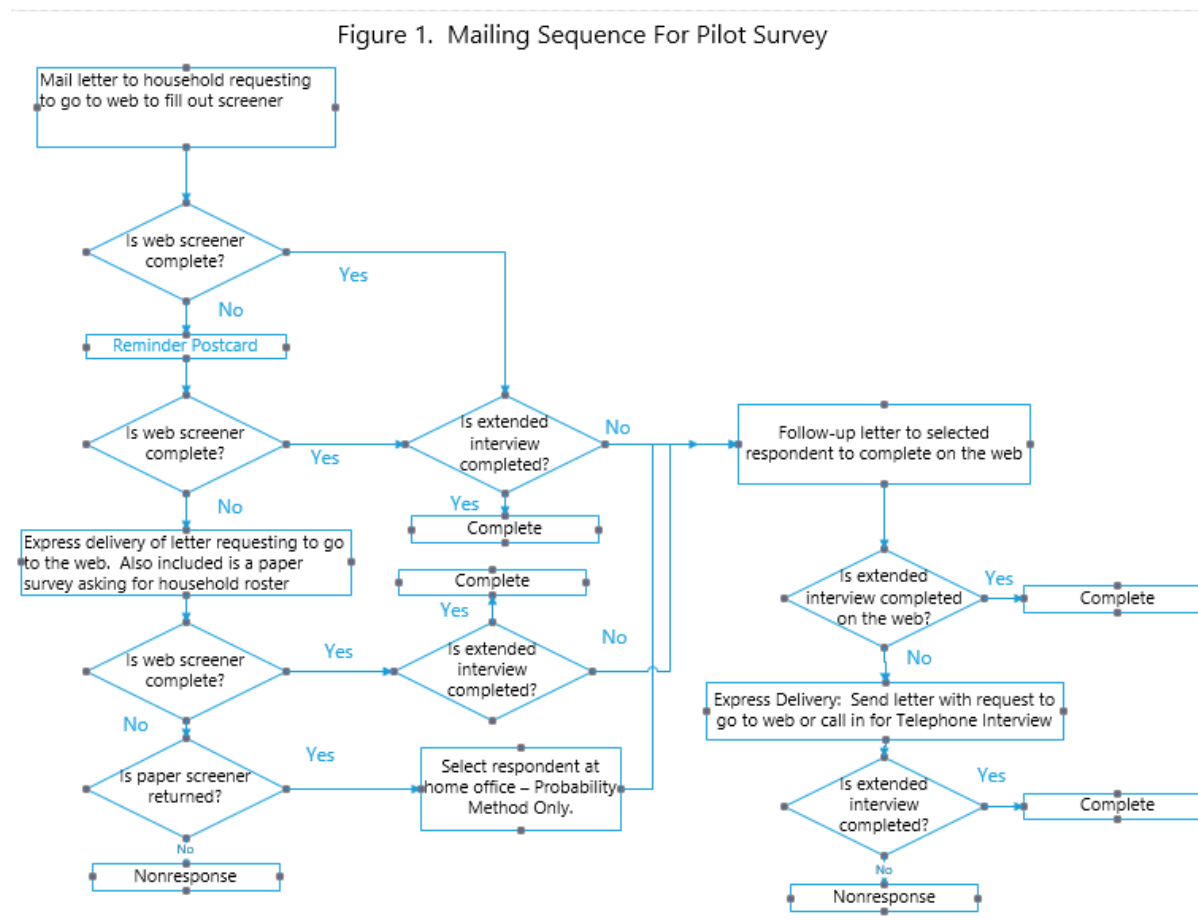 Figure 1.  Mailing Sequence For Pilot Survey
Mail letter to household requesting
to go to web to fill out screener
Is web screener
complete?
Yes
No
Reminder Postcard
Is web screener
complete?
Yes
No
Is extended
interview
completed?
No
Yes
Complete
Follow-up letter to selected
respondent to complete on the web
Express delivery of letter requesting to go
to the web.  Also included is a paper
survey asking for household roster
Complete
Yes
Is web screener
complete?
Yes
No
Is extended
interview
completed?
No
Is extended
interview completed
on the web?
Yes
Complete
No
Express Delivery:  Send letter with request to
go to web or call in for Telephone Interview
Is paper screener
returned?
Yes
No
Nonresponse
Select respondent at
home office – Probability
Method Only.
Is extended
interview
completed?
Yes
Complete
No
Nonresponse